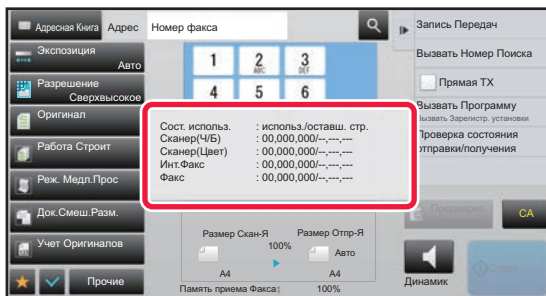 Адресная Книга
Адрес
Номер факса
Экспозиция
Авто
Разрешение
Сверхвысокое
Оригинал
Работа Строит
Реж. Медл.Прос
Док.Смеш.Разм.
Учет Оригиналов
Прочие
1
2 ABC
3 DEF
4
5
6
Сост. использ. : использ./оставш. стр.
Сканер(Ч/Б) : 00,000,000/--,---,---
Сканер(Цвет) : 00,000,000/--,---,---
Инт.Факс : 00,000,000/--,---,---
Факс : 00,000,000/--,---,---
Размер Скан-Я
Размер Отпр-Я
100%
Авто
A4
A4
Память приема Факса: 100%
Запись Передач
Вызвать Номер Поиска
Прямая TX
Вызвать Программу
Вызвать Зарегистр. установки
Проверка состояния
отправки/получения
CA
Динамик